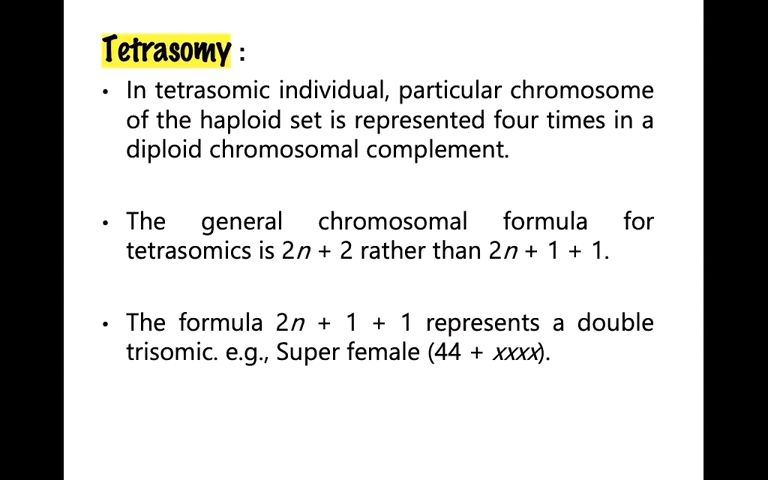 Tetrasomy :
• In tetrasomic individual, particular chromosome
of the haploid set is represented four times in a
diploid chromosomal complement.
• The general chromosomal formula for
tetrasomics is 2n + 2 rather than 2n + 1 + 1.
• The formula 2n + 1 + 1 represents a double
trisomic. e.g., Super female (44 + xxxx).